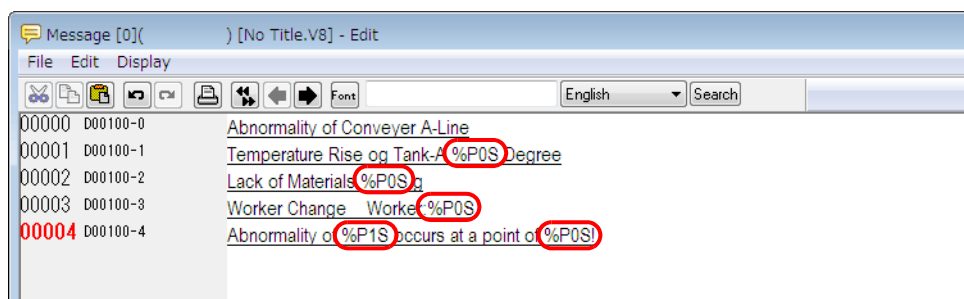 Message [0]( ) [No Title.V8] - Edit
File Edit Display
Font English Search
00000 D00100-0 Abnormality of Conveyer A-Line
00001 D00100-1 Temperature Rise og Tank-A %P0S Degree
00002 D00100-2 Lack of Materials %P0S g
00003 D00100-3 Worker Change Worker:%P0S
00004 D00100-4 Abnormality of %P1S occurs at a point of %P0S!